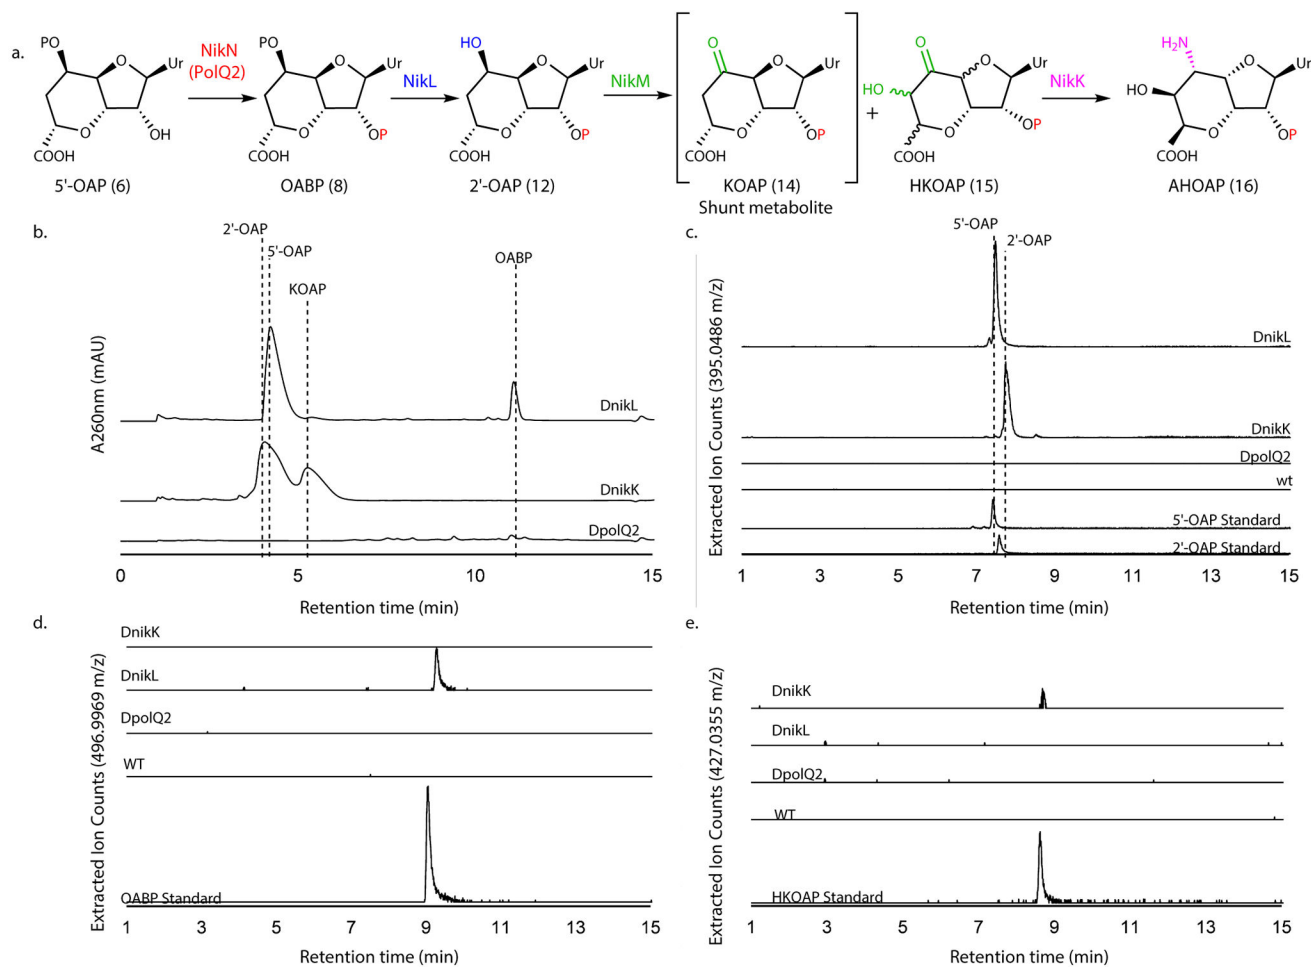 a.
PO
O
Ur
O
OH
COOH
5'-OAP (6)
NikN
(PolQ2)
PO
O
Ur
O
OP
COOH
OABP (8)
NikL
HO
O
Ur
O
OP
COOH
2'-OAP (12)
NikM
O
O
Ur
O
OP
COOH
KOAP (14)
Shunt metabolite
+
O
HO
O
Ur
O
OP
COOH
HKOAP (15)
NikK
H₂N
O
Ur
HO
O
OP
COOH
AHOAP (16)
b.
2'-OAP
5'-OAP
KOAP
OABP
A260nm (mAU)
DnikL
DnikK
DpolQ2
0 5 10 15
Retention time (min)
c.
5'-OAP
2'-OAP
Extracted Ion Counts (395.0486 m/z)
DnikL
DnikK
DpolQ2
wt
5'-OAP Standard
2'-OAP Standard
1 3 5 7 9 11 13 15
Retention time (min)
d.
Extracted Ion Counts (496.9969 m/z)
DnikK
DnikL
DpolQ2
WT
OABP Standard
1 3 5 7 9 11 13 15
Retention time (min)
e.
Extracted Ion Counts (427.0355 m/z)
DnikK
DnikL
DpolQ2
WT
HKOAP Standard
1 3 5 7 9 11 13 15
Retention time (min)